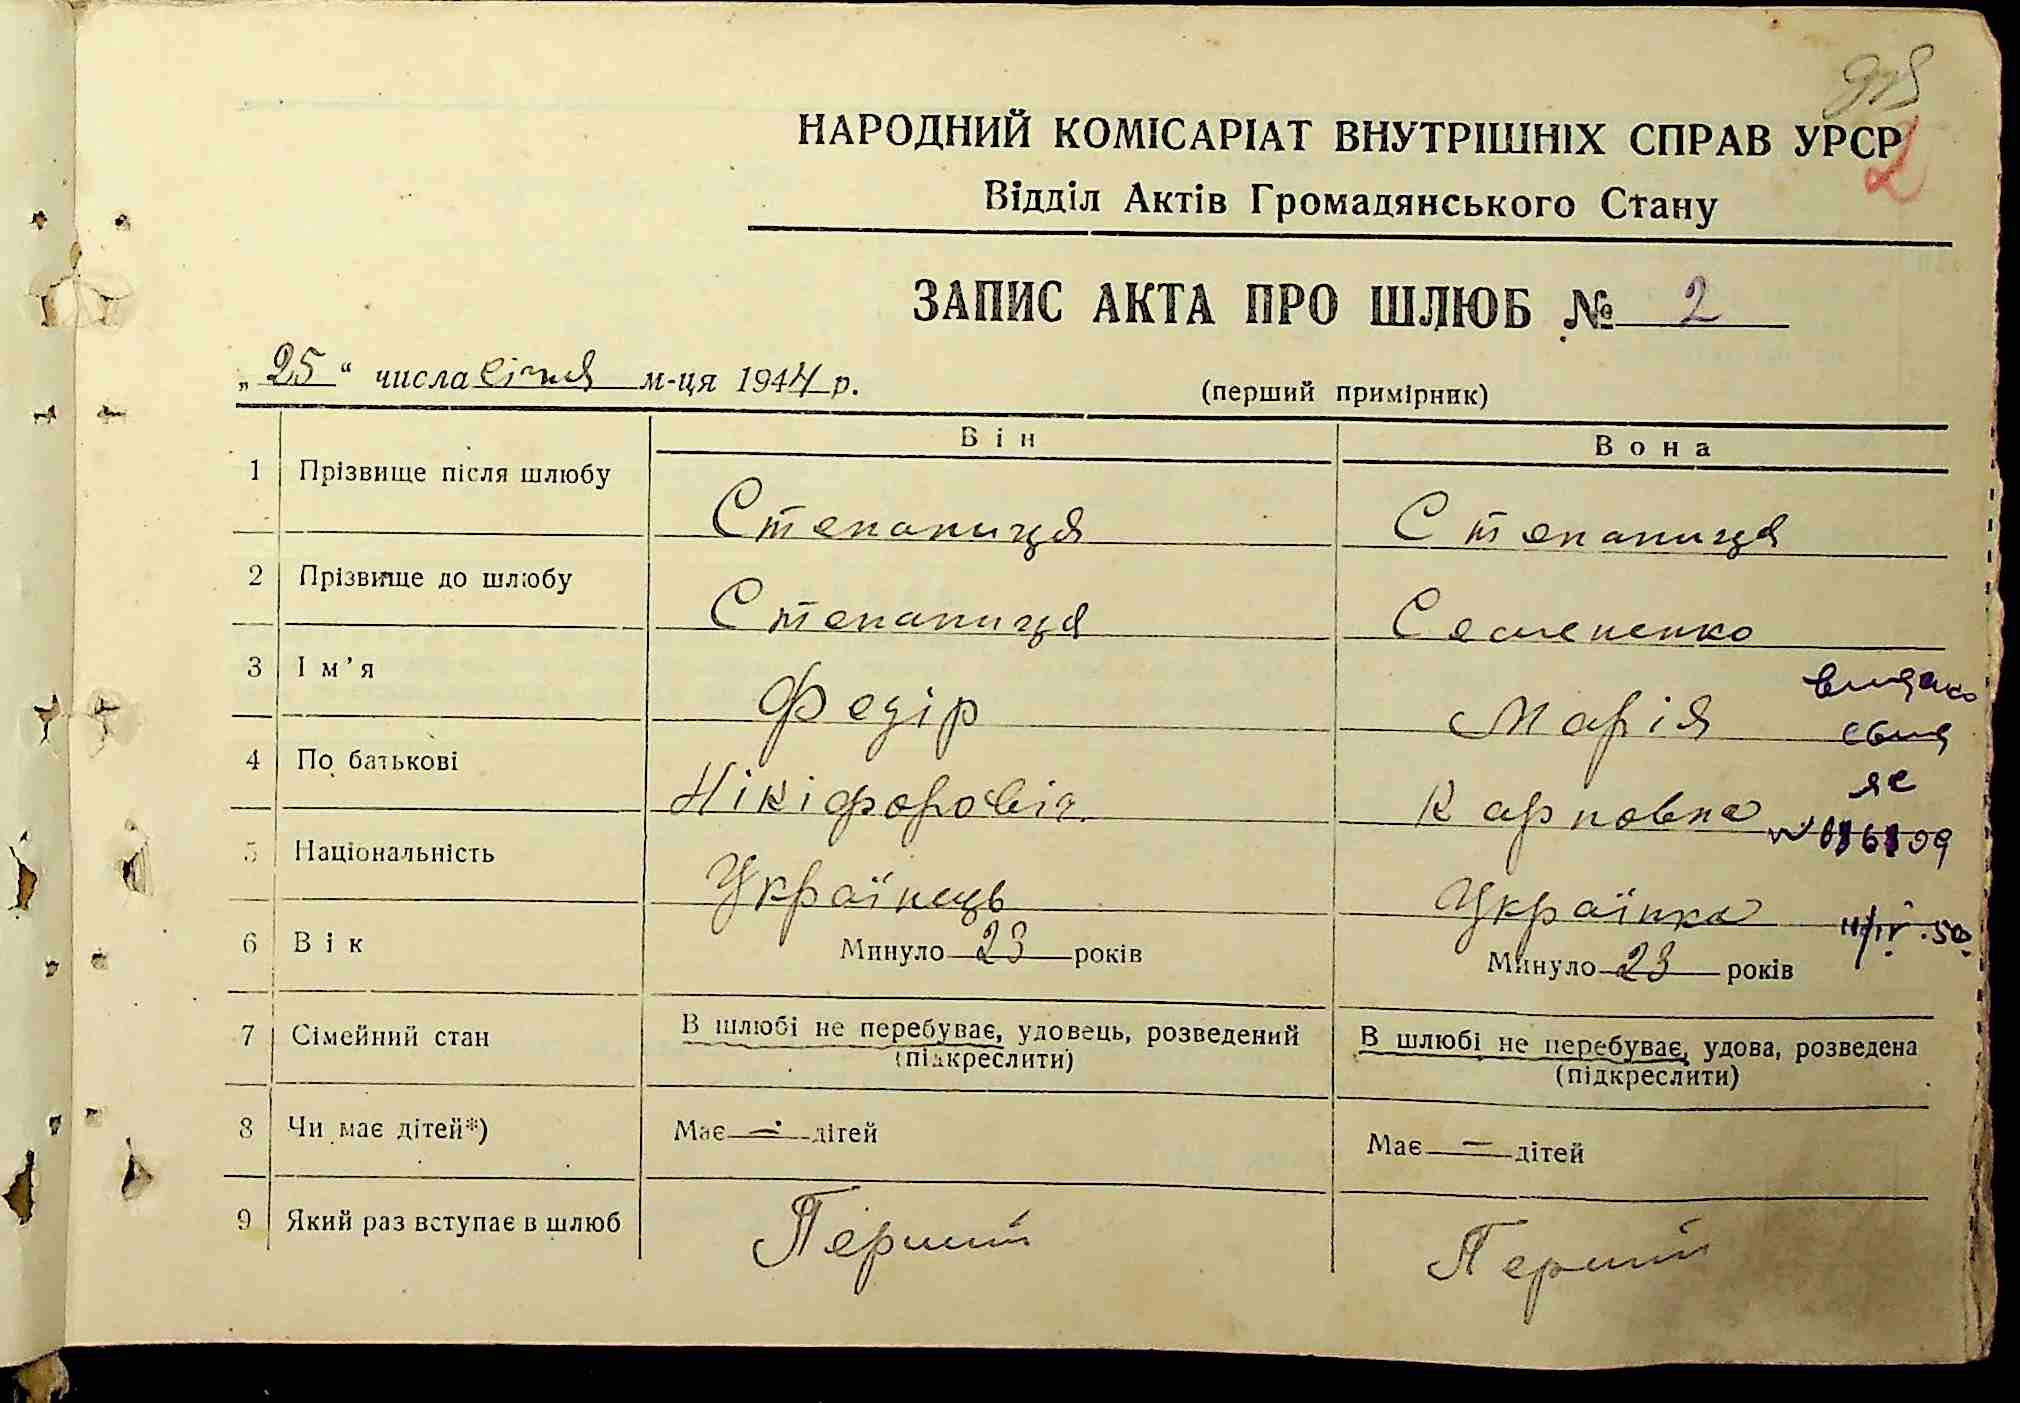 2
НАРОДНИЙ КОМІСАРІАТ ВНУТРІШНІХ СПРАВ УРСР
Відділ Актів Громадянського Стану
ЗАПИС АКТА ПРО ШЛЮБ № 2
„25“ числа січня м-ця 1944 р. (перший примірник)
Він Вона
1 Прізвище після шлюбу Степаниця Степаниця
2 Прізвище до шлюбу Степаниця Семененко
3 Ім’я Федір Марія
4 По батькові Нікіфоровіч Карповна
5 Національність Українець Українка
6 Вік Минуло 23 років Минуло 23 років
7 Сімейний стан В шлюбі не перебуває, удовець, розведений (підкреслити) В шлюбі не перебуває, удова, розведена (підкреслити)
8 Чи має дітей*) Має — дітей Має — дітей
9 Який раз вступає в шлюб Перший Перший